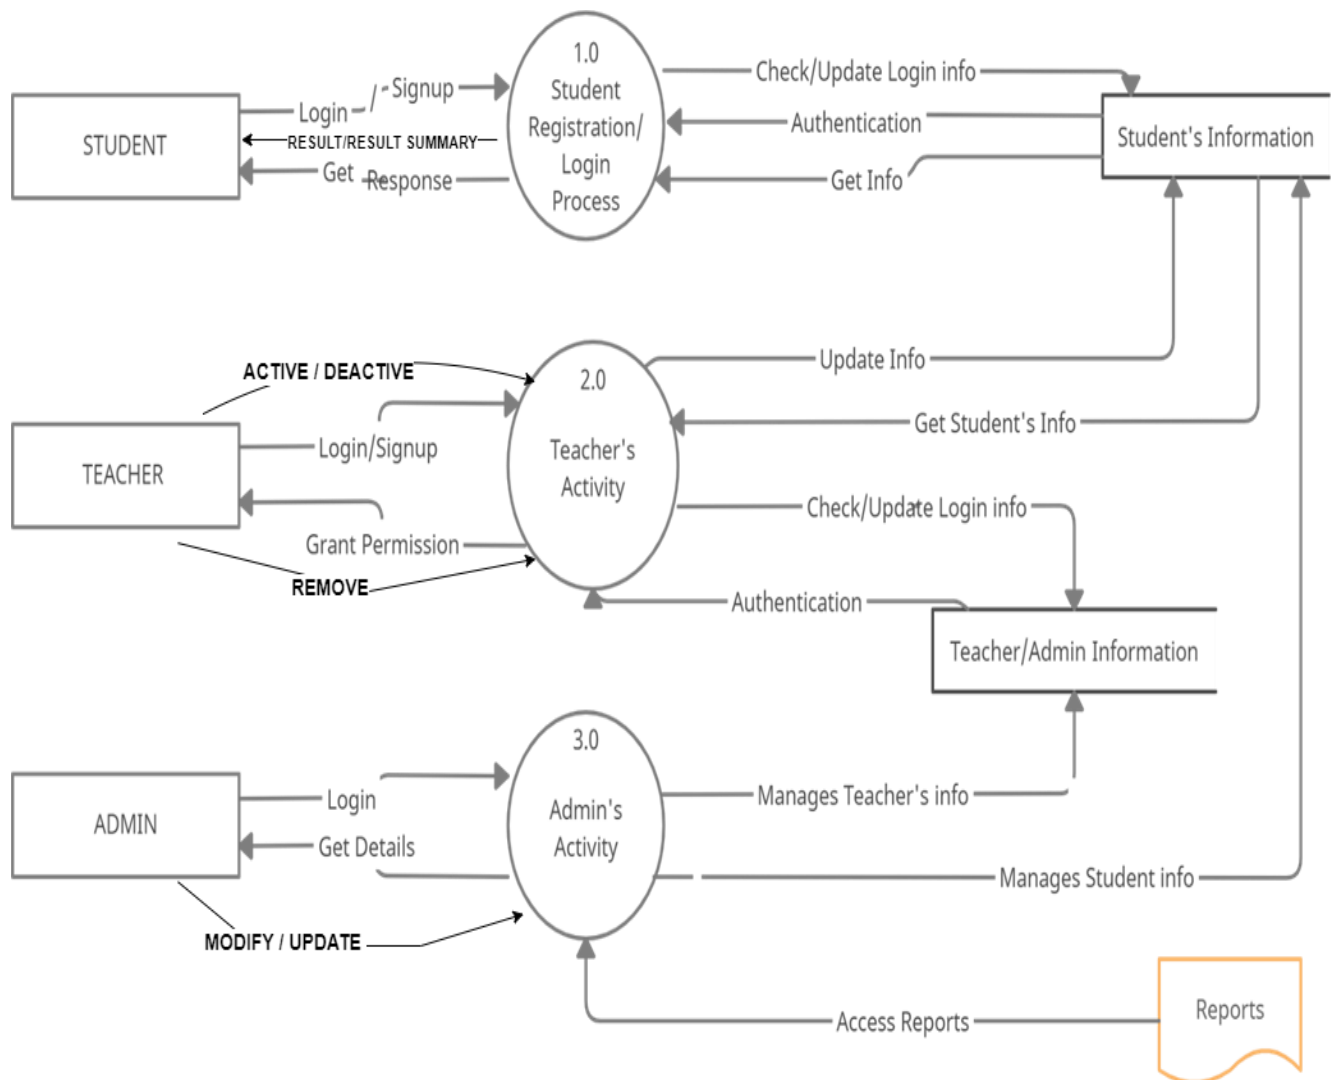 1.0
Student
Registration/
Login
Process
Check/Update Login info
Login / Signup
STUDENT
RESULT/RESULT SUMMARY
Authentication
Student's Information
Get Response
Get Info
ACTIVE / DEACTIVE
2.0
Update Info
Login/Signup
Teacher's
Activity
Get Student's Info
TEACHER
Check/Update Login info
Grant Permission
REMOVE
Authentication
Teacher/Admin Information
3.0
Login
Admin's
Activity
Manages Teacher's info
ADMIN
Get Details
Manages Student info
MODIFY / UPDATE
Access Reports
Reports